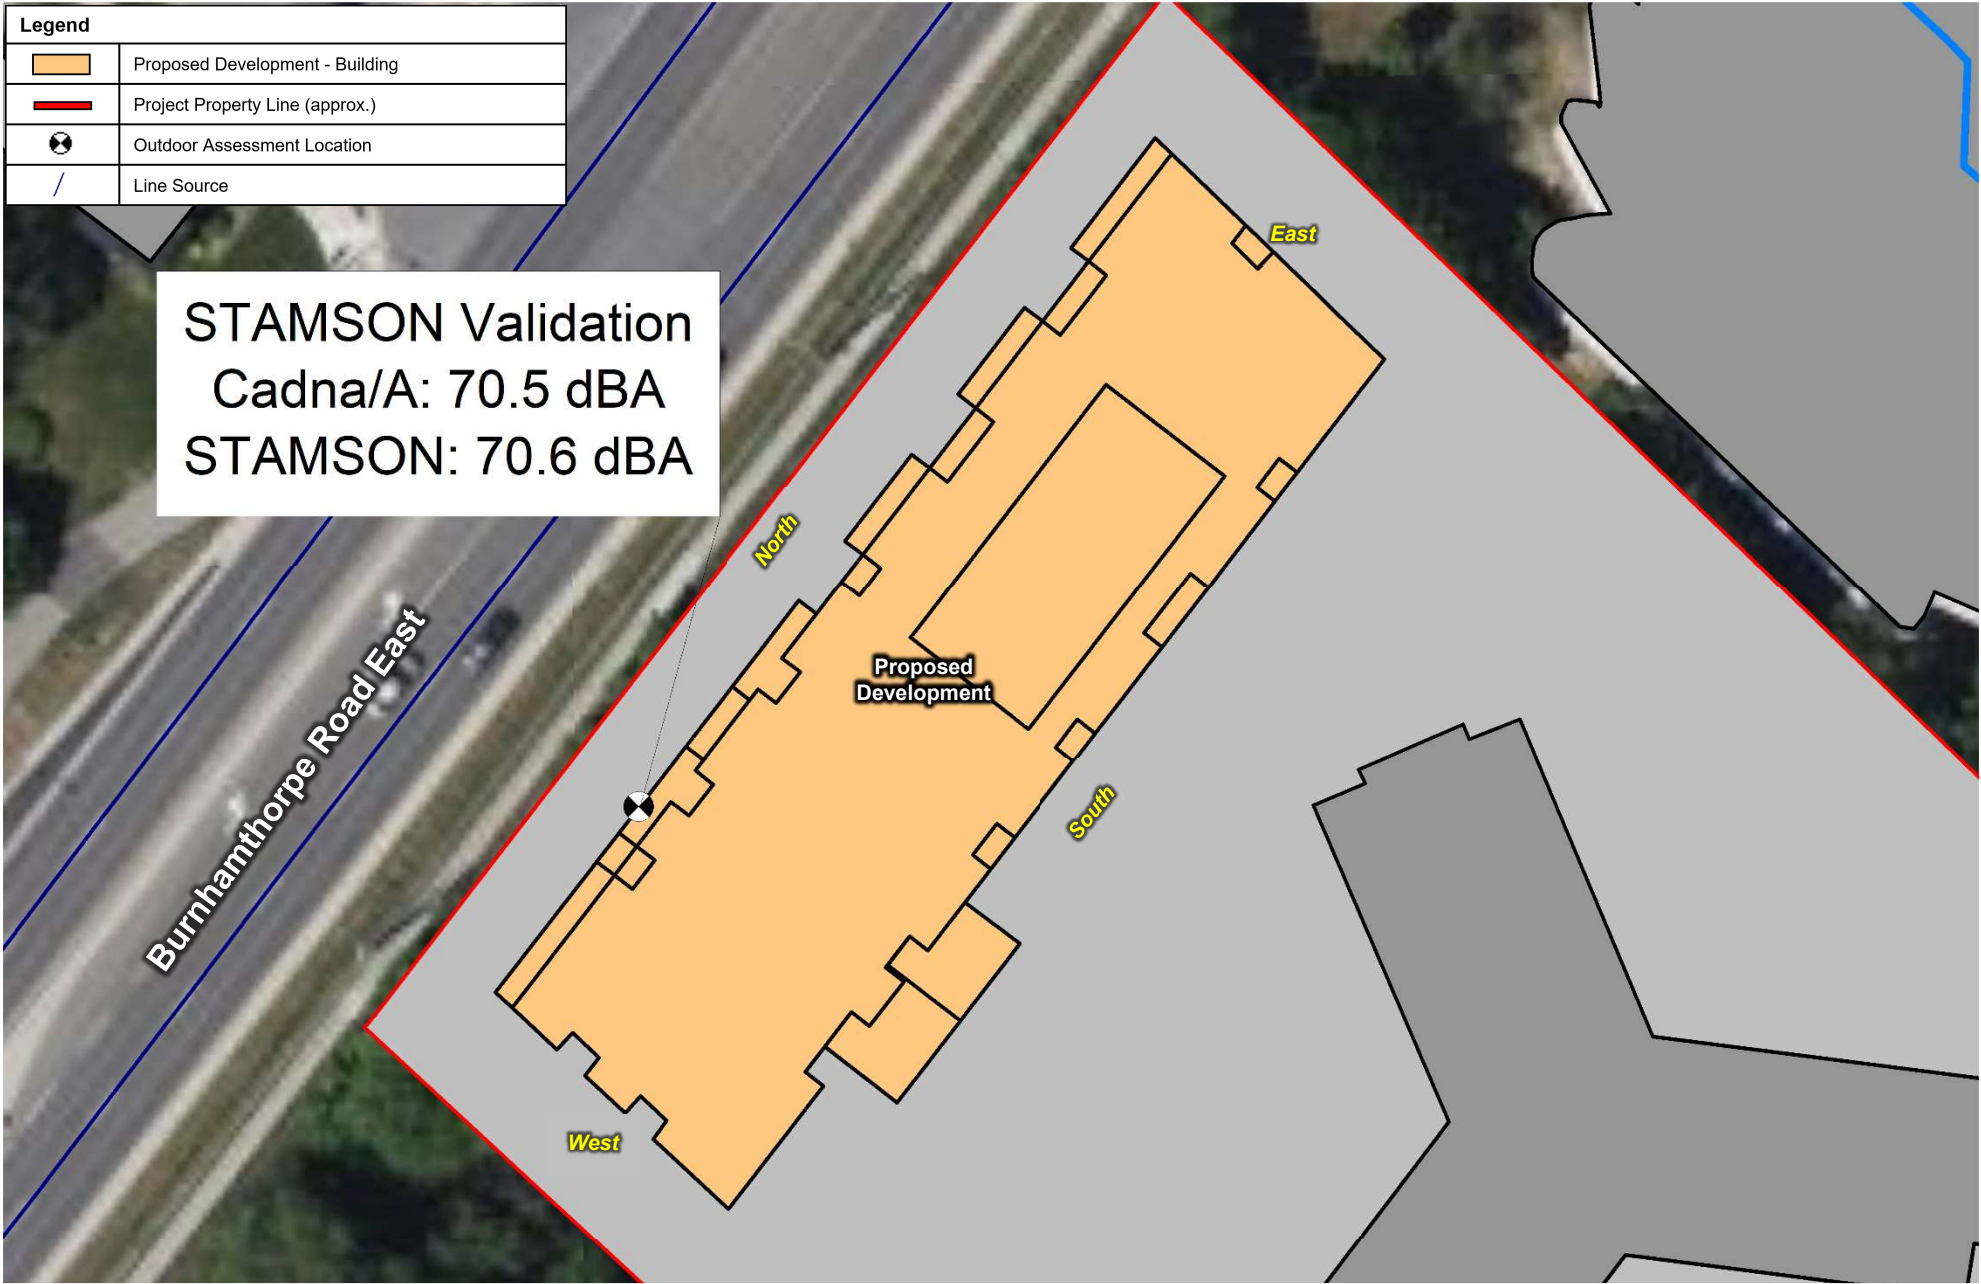 Legend
Proposed Development - Building
Project Property Line (approx.)
Outdoor Assessment Location
Line Source
STAMSON Validation
Cadna/A: 70.5 dBA
STAMSON: 70.6 dBA
East
North
Burnhamthorpe Road East
Proposed
Development
South
West